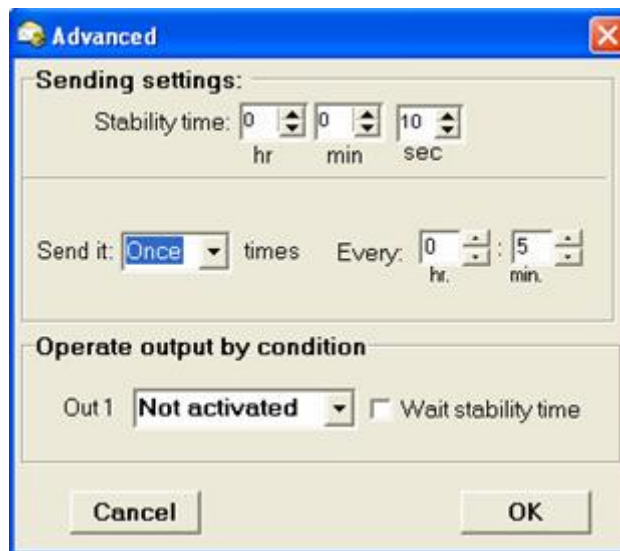 Advanced
Sending settings:
Stability time: 0 0 10
hr min sec
Send it: Once times Every: 0 : 5
hr. min.
Operate output by condition
Out 1 Not activated Wait stability time
Cancel OK